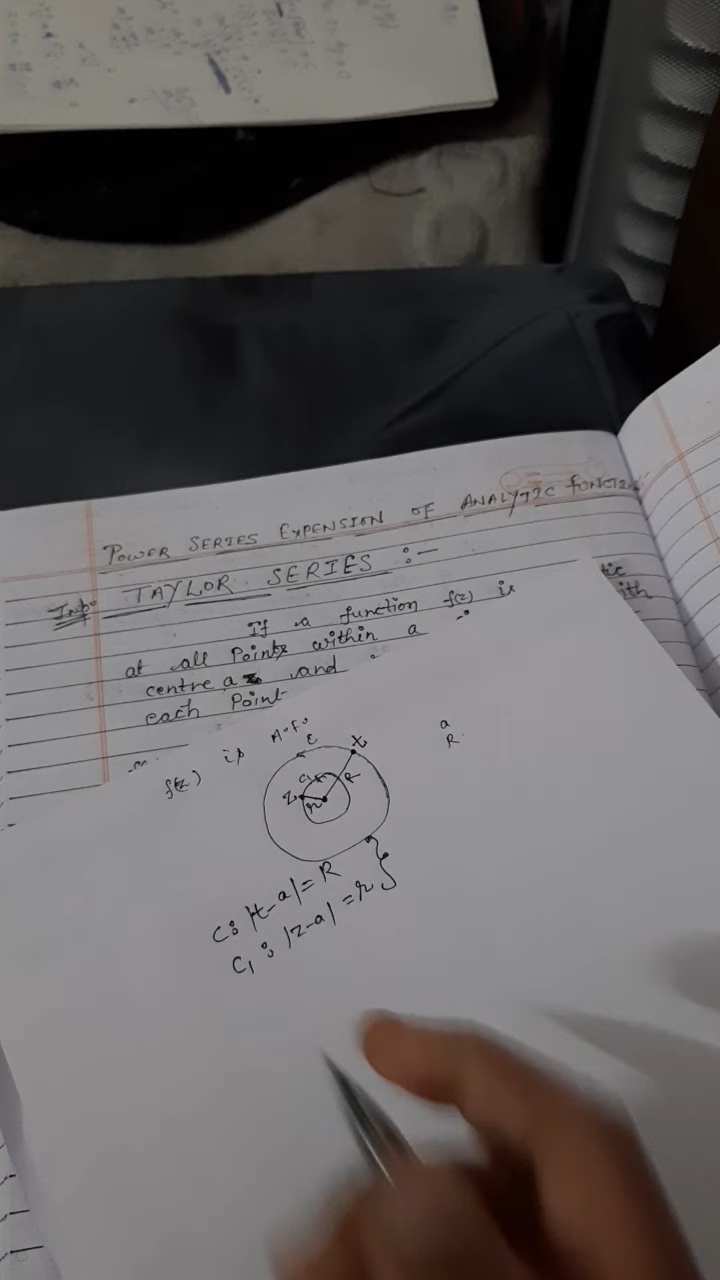 POWER SERIES EXPENSION OF ANALYTIC FUNCTION
Imp. TAYLOR SERIES :-
If a function f(z) is
at all Points within a
centre a and
each Point
f(z) is A.F.
a
R
C t
C1 R
Z r
C: |t-a| = R
C1: |z-a| = r